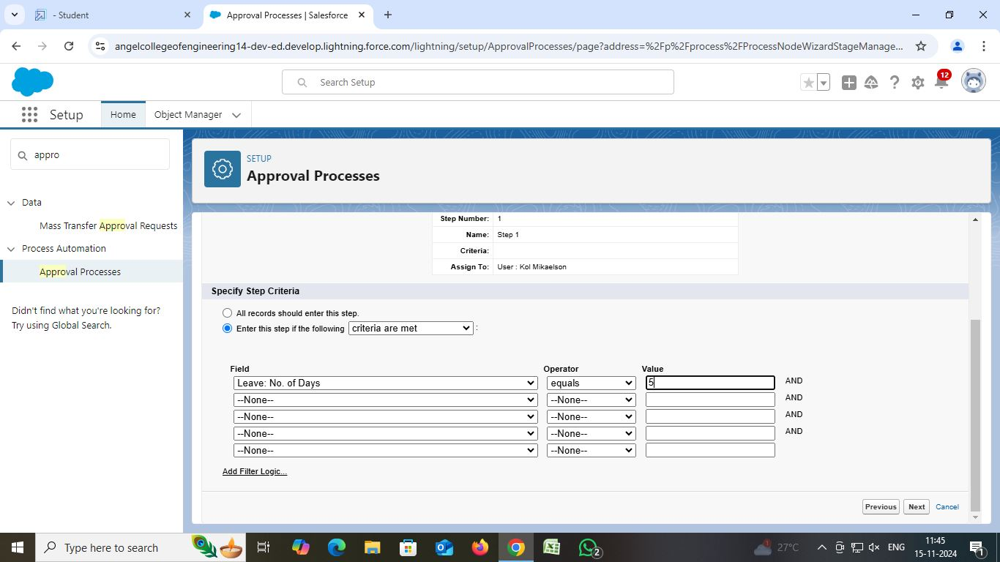 - Student
Approval Processes | Salesforce
angelcollegeofengineering14-dev-ed.develop.lightning.force.com/lightning/setup/ApprovalProcesses/page?address=%2Fp%2Fprocess%2FProcessNodeWizardStageManage...
Search Setup
12
Setup
Home
Object Manager
appro
SETUP
Approval Processes
Data
Mass Transfer Approval Requests
Process Automation
Approval Processes
Didn't find what you're looking for?
Try using Global Search.
Step Number: 1
Name: Step 1
Criteria:
Assign To: User : Kol Mikaelson
Specify Step Criteria
All records should enter this step.
Enter this step if the following criteria are met :
Field Operator Value
Leave: No. of Days equals 5 AND
--None-- --None-- AND
--None-- --None-- AND
--None-- --None-- AND
--None-- --None--
Add Filter Logic...
Previous Next Cancel
Type here to search
2
27°C
ENG
11:45
15-11-2024
1